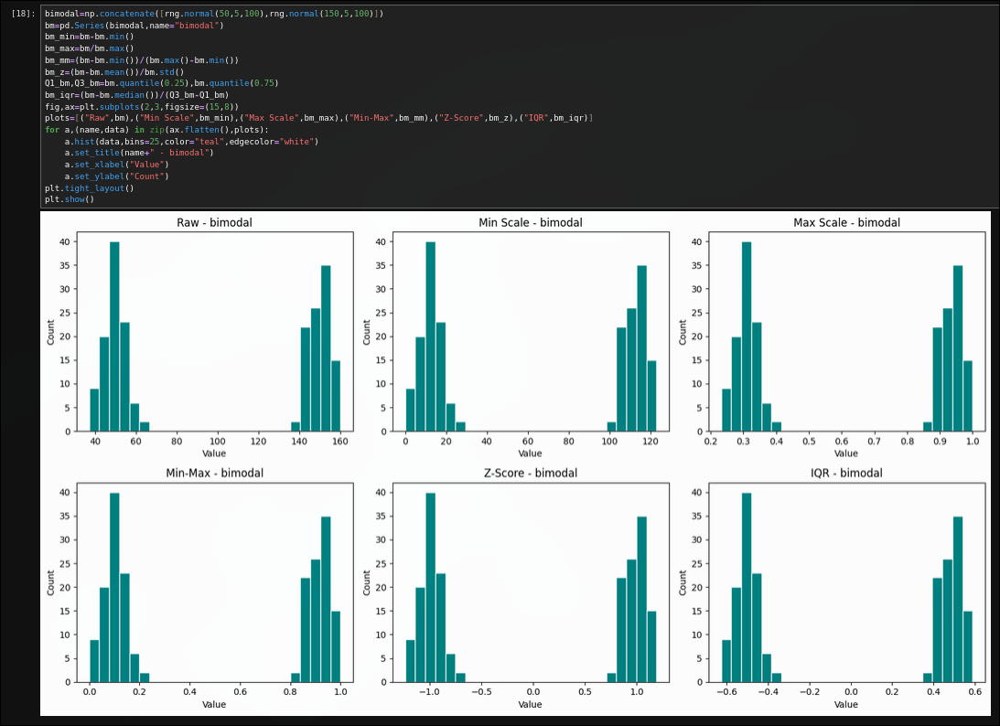 [18]: bimodal=np.concatenate([rng.normal(50,5,100),rng.normal(150,5,100)])
bm=pd.Series(bimodal,name="bimodal")
bm_min=bm-bm.min()
bm_max=bm/bm.max()
bm_mm=(bm-bm.min())/(bm.max()-bm.min())
bm_z=(bm-bm.mean())/bm.std()
Q1_bm,Q3_bm=bm.quantile(0.25),bm.quantile(0.75)
bm_iqr=(bm-bm.median())/(Q3_bm-Q1_bm)
fig,ax=plt.subplots(2,3,figsize=(15,8))
plots=[("Raw",bm),("Min Scale",bm_min),("Max Scale",bm_max),("Min-Max",bm_mm),("Z-Score",bm_z),("IQR",bm_iqr)]
for a,(name,data) in zip(ax.flatten(),plots):
    a.hist(data,bins=25,color="teal",edgecolor="white")
    a.set_title(name+" - bimodal")
    a.set_xlabel("Value")
    a.set_ylabel("Count")
plt.tight_layout()
plt.show()
Raw - bimodal
Count
40
35
30
25
20
15
10
5
0
40 60 80 100 120 140 160
Value
Min Scale - bimodal
Count
40
35
30
25
20
15
10
5
0
0 20 40 60 80 100 120
Value
Max Scale - bimodal
Count
40
35
30
25
20
15
10
5
0
0.2 0.3 0.4 0.5 0.6 0.7 0.8 0.9 1.0
Value
Min-Max - bimodal
Count
40
35
30
25
20
15
10
5
0
0.0 0.2 0.4 0.6 0.8 1.0
Value
Z-Score - bimodal
Count
40
35
30
25
20
15
10
5
0
−1.0 −0.5 0.0 0.5 1.0
Value
IQR - bimodal
Count
40
35
30
25
20
15
10
5
0
−0.6 −0.4 −0.2 0.0 0.2 0.4 0.6
Value